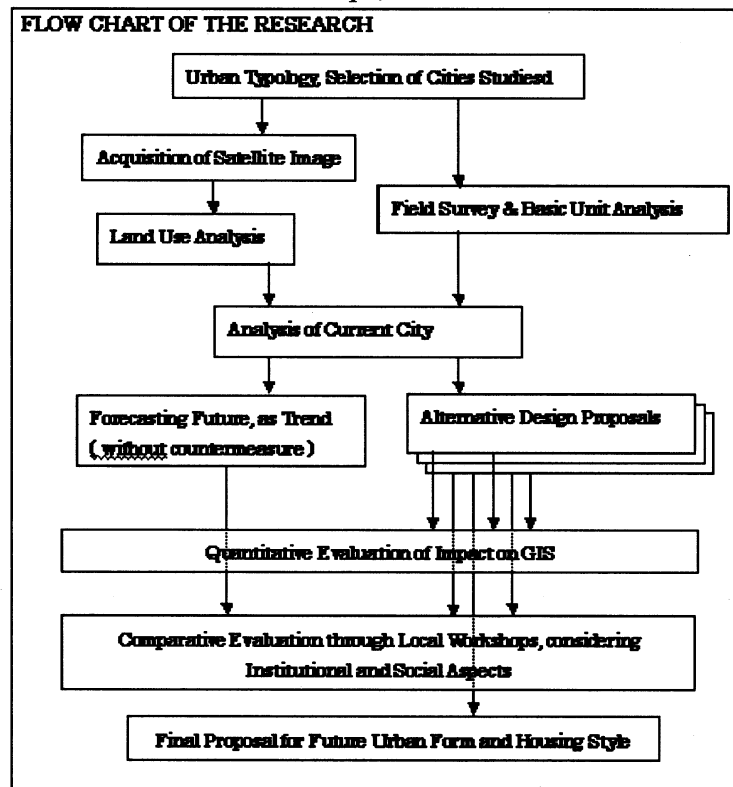 FLOW CHART OF THE RESEARCH
Urban Typology, Selection of Cities Studiesd
Acquisition of Satellite Image
Field Survey & Basic Unit Analysis
Land Use Analysis
Analysis of Current City
Forecasting Future, as Trend
( without countermeasure )
Alternative Design Proposals
Quantitative Evaluation of Impact on GIS
Comparative Evaluation through Local Workshops, considering
Institutional and Social Aspects
Final Proposal for Future Urban Form and Housing Style